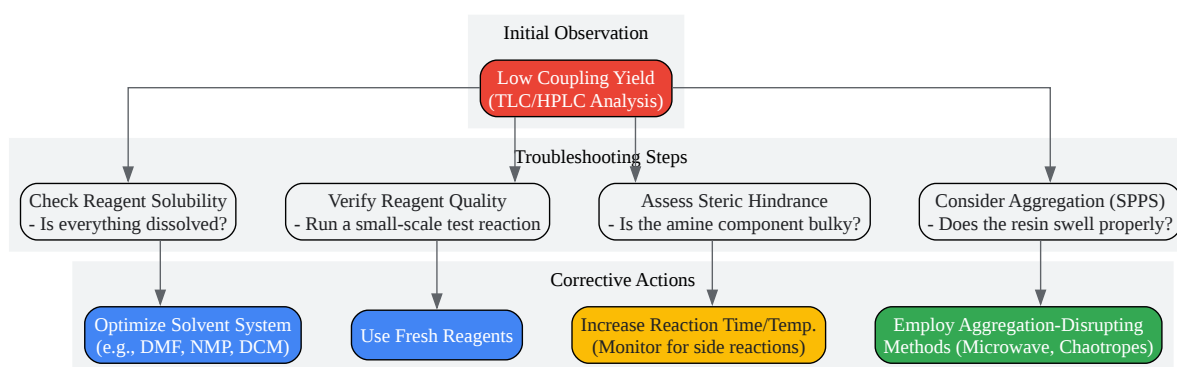 Initial Observation
Low Coupling Yield
(TLC/HPLC Analysis)
Troubleshooting Steps
Check Reagent Solubility
- Is everything dissolved?
Verify Reagent Quality
- Run a small-scale test reaction
Assess Steric Hindrance
- Is the amine component bulky?
Consider Aggregation (SPPS)
- Does the resin swell properly?
Corrective Actions
Optimize Solvent System
(e.g., DMF, NMP, DCM)
Use Fresh Reagents
Increase Reaction Time/Temp.
(Monitor for side reactions)
Employ Aggregation-Disrupting
Methods (Microwave, Chaotropes)